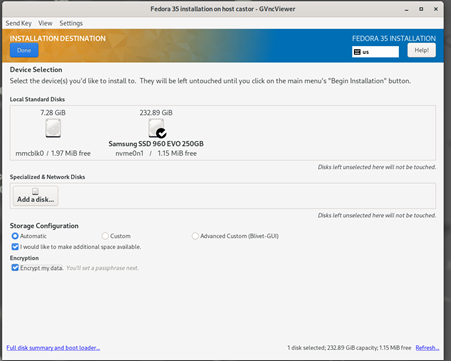 Fedora 35 installation on host castor - GVncViewer
Send Key View Settings
INSTALLATION DESTINATION
FEDORA 35 INSTALLATION
Done
us
Help!
Device Selection
Select the device(s) you'd like to install to. They will be left untouched until you click on the main menu's "Begin Installation" button.
Local Standard Disks
7.28 GiB
232.89 GiB
Samsung SSD 960 EVO 250GB
mmcblk0 / 1.97 MiB free
nvme0n1 / 1.15 MiB free
Disks left unselected here will not be touched.
Specialized & Network Disks
Add a disk...
Disks left unselected here will not be touched.
Storage Configuration
Automatic
Custom
Advanced Custom (Blivet-GUI)
I would like to make additional space available.
Encryption
Encrypt my data. You'll set a passphrase next.
Full disk summary and boot loader...
1 disk selected; 232.89 GiB capacity; 1.15 MiB free Refresh...